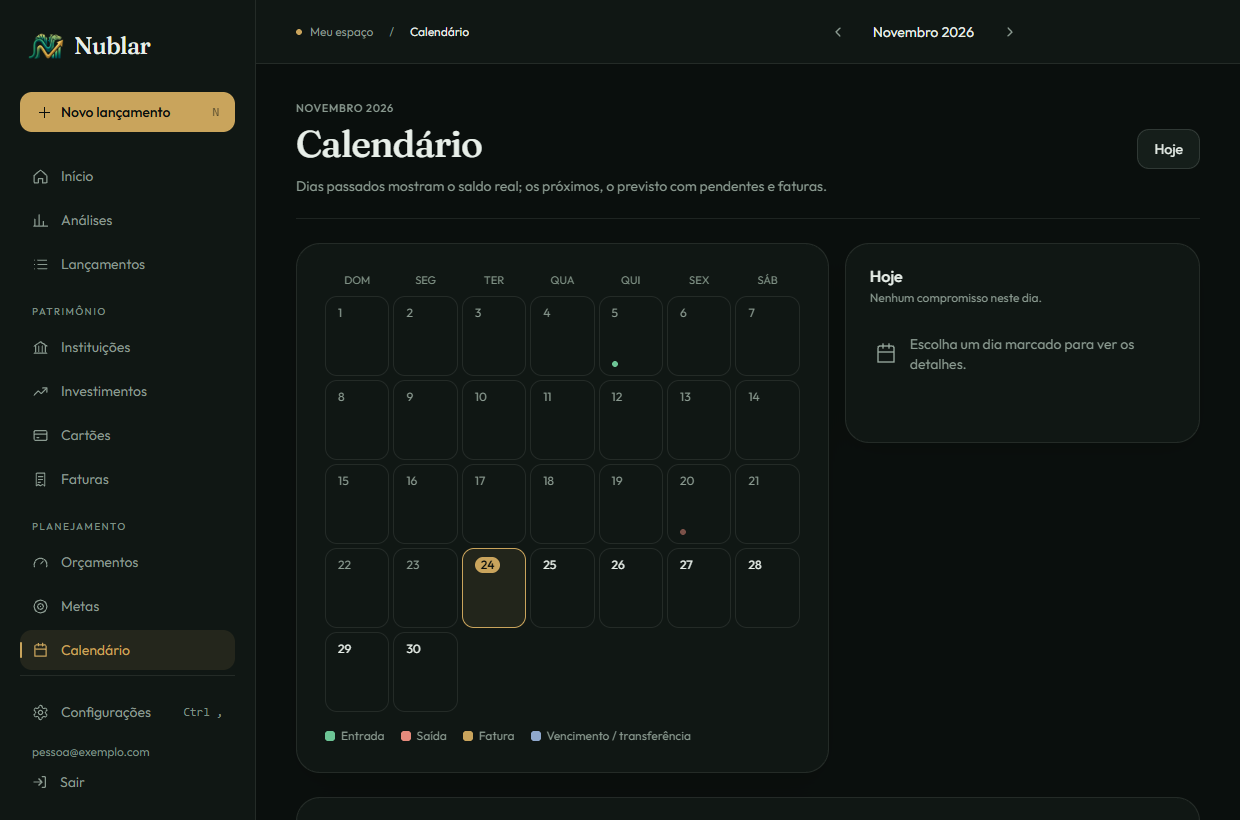 Nublar
Novo lançamento N
Início
Análises
Lançamentos
PATRIMÔNIO
Instituições
Investimentos
Cartões
Faturas
PLANEJAMENTO
Orçamentos
Metas
Calendário
Configurações Ctrl ,
pessoa@exemplo.com
Sair
Meu espaço / Calendário
Novembro 2026
NOVEMBRO 2026
Calendário
Dias passados mostram o saldo real; os próximos, o previsto com pendentes e faturas.
Hoje
DOM SEG TER QUA QUI SEX SÁB
1 2 3 4 5 6 7
8 9 10 11 12 13 14
15 16 17 18 19 20 21
22 23 24 25 26 27 28
29 30
Entrada Saída Fatura Vencimento / transferência
Hoje
Nenhum compromisso neste dia.
Escolha um dia marcado para ver os
detalhes.